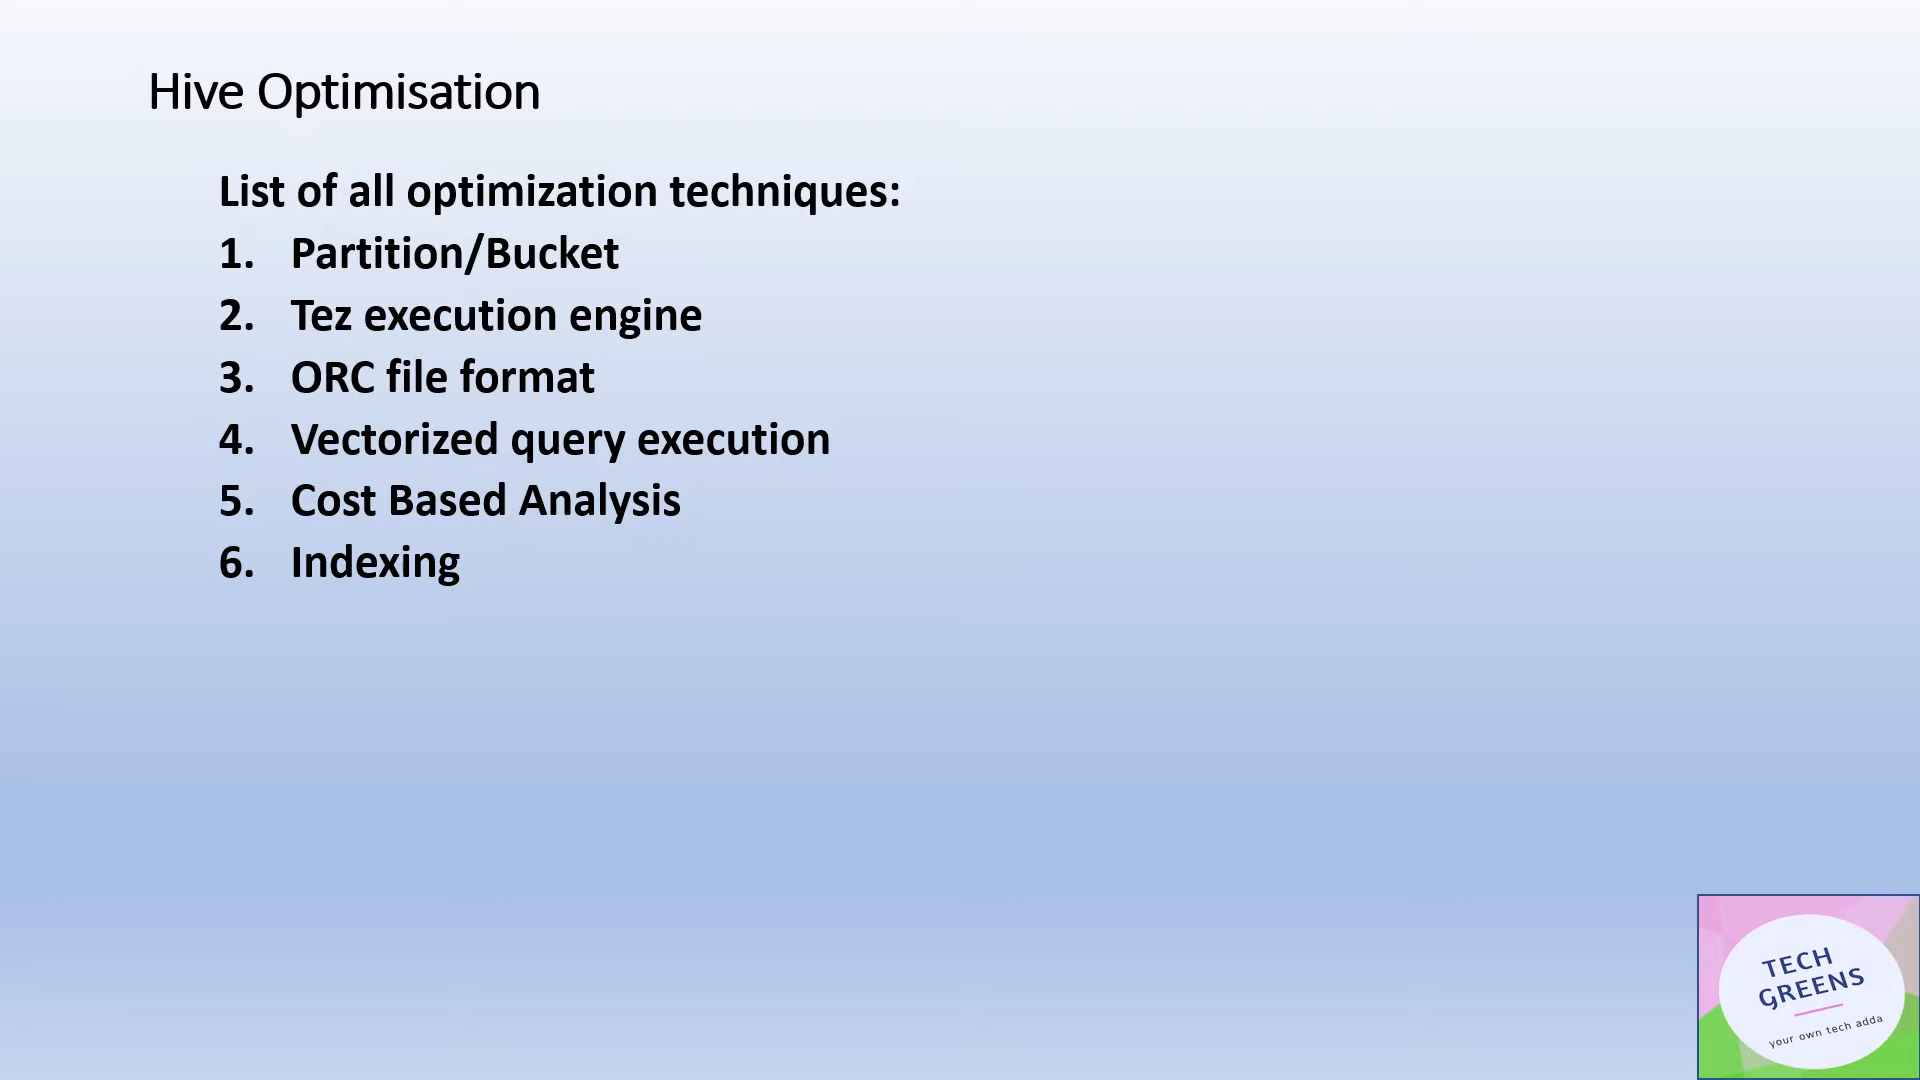 Hive Optimisation
List of all optimization techniques:
1. Partition/Bucket
2. Tez execution engine
3. ORC file format
4. Vectorized query execution
5. Cost Based Analysis
6. Indexing
TECH
GREENS
your own tech adda